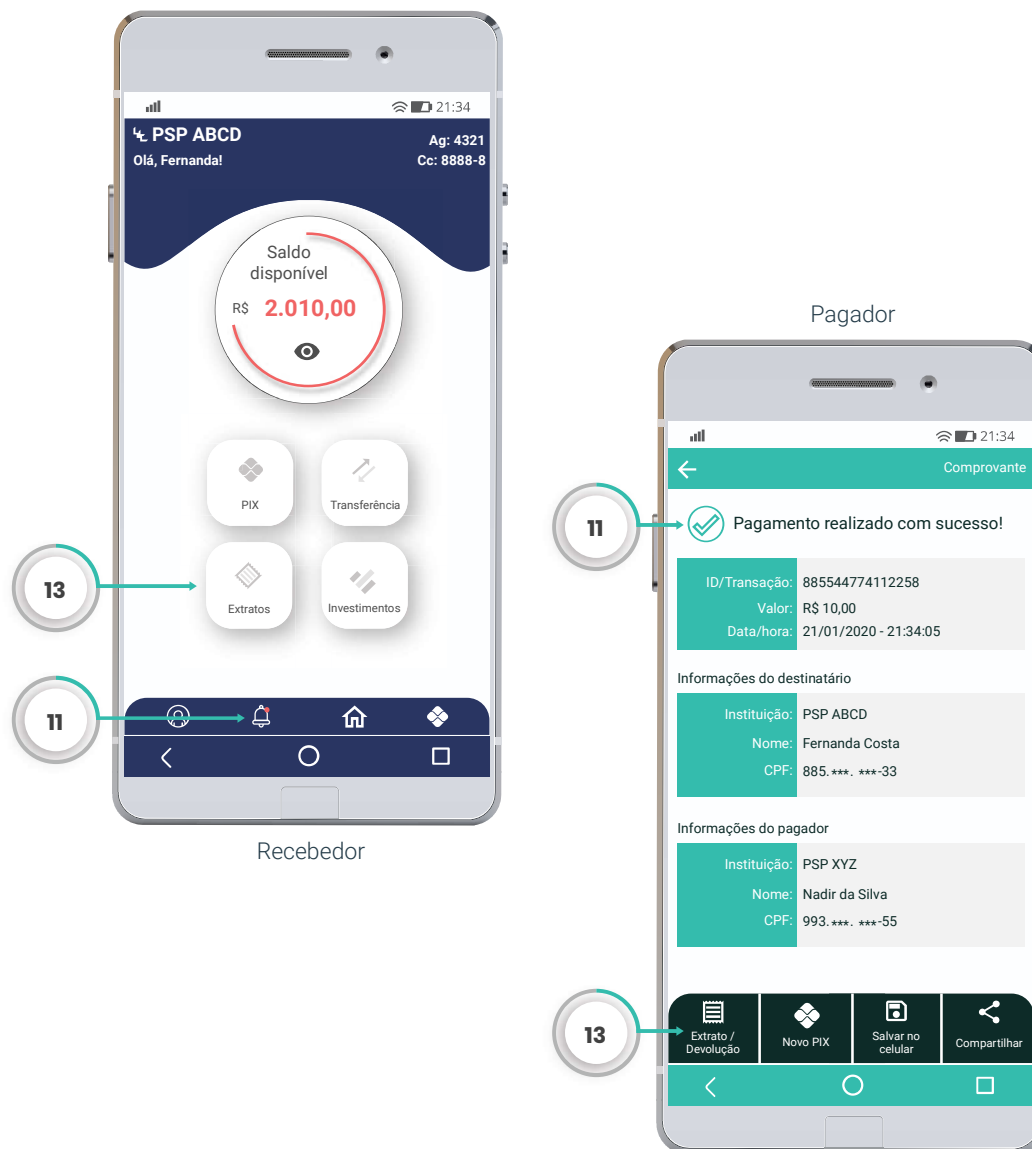 21:34
PSP ABCD
Ag: 4321
Olá, Fernanda!
Cc: 8888-8
Saldo
disponível
R$ 2.010,00
PIX
Transferência
13
Extratos
Investimentos
11
Recebedor
Pagador
21:34
Comprovante
11
Pagamento realizado com sucesso!
ID/Transação: 885544774112258
Valor: R$ 10,00
Data/hora: 21/01/2020 - 21:34:05
Informações do destinatário
Instituição: PSP ABCD
Nome: Fernanda Costa
CPF: 885.***. ***-33
Informações do pagador
Instituição: PSP XYZ
Nome: Nadir da Silva
CPF: 993.***. ***-55
13
Extrato /
Devolução
Novo PIX
Salvar no
celular
Compartilhar